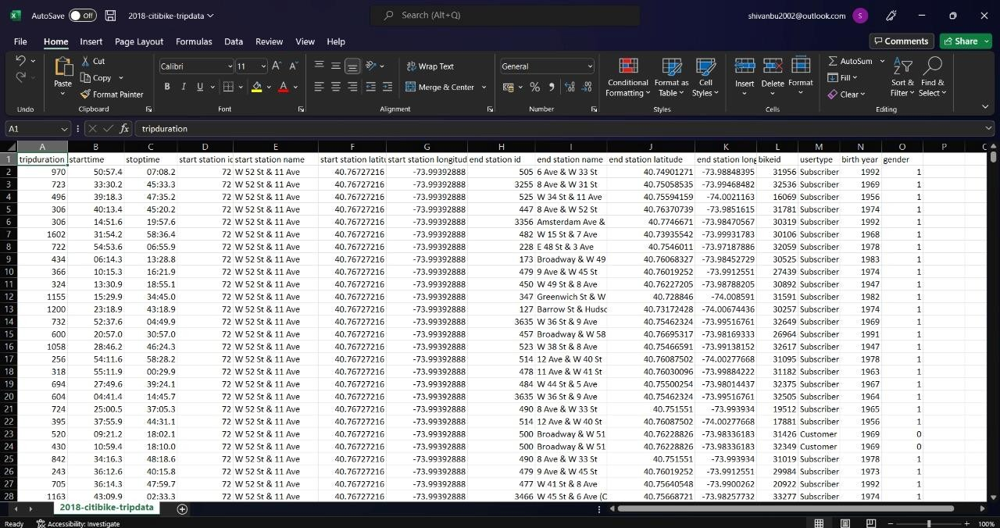 AutoSave Off 2018-citibike-tripdata Search (Alt+Q) shivanbu2002@outlook.com S
File Home Insert Page Layout Formulas Data Review View Help Comments Share
Cut Calibri 11 Wrap Text General AutoSum
Paste Copy Merge & Center Conditional Formatting Format as Table Cell Styles Insert Delete Format Fill Sort & Filter Find & Select
Format Painter B I U Clear
Undo Clipboard Font Alignment Number Styles Cells Editing
A1 fx tripduration
A B C D E F G H I J K L M N O P
1 tripduration starttime stoptime start station id start station name start station latitu start station longitud end station id end station name end station latitude end station long bikeid usertype birth year gender
2 970 50:57.4 07:08.2 72 W 52 St & 11 Ave 40.76727216 -73.99392888 505 6 Ave & W 33 St 40.74901271 -73.98848395 31956 Subscriber 1992 1
3 723 33:30.2 45:33.3 72 W 52 St & 11 Ave 40.76727216 -73.99392888 3255 8 Ave & W 31 St 40.75058535 -73.99468482 32536 Subscriber 1969 1
4 496 39:18.3 47:35.2 72 W 52 St & 11 Ave 40.76727216 -73.99392888 525 W 34 St & 11 Ave 40.75594159 -74.0021163 16069 Subscriber 1956 1
5 306 40:13.4 45:20.2 72 W 52 St & 11 Ave 40.76727216 -73.99392888 447 8 Ave & W 52 St 40.76370739 -73.9851615 31781 Subscriber 1974 1
6 306 14:51.6 19:57.6 72 W 52 St & 11 Ave 40.76727216 -73.99392888 3356 Amsterdam Ave & 40.7746671 -73.98470567 30319 Subscriber 1992 1
7 1602 31:54.2 58:36.4 72 W 52 St & 11 Ave 40.76727216 -73.99392888 482 W 15 St & 7 Ave 40.73935542 -73.99931783 30106 Subscriber 1968 1
8 722 54:53.6 06:55.9 72 W 52 St & 11 Ave 40.76727216 -73.99392888 228 E 48 St & 3 Ave 40.7546011 -73.97187886 32059 Subscriber 1978 1
9 434 06:14.3 13:28.8 72 W 52 St & 11 Ave 40.76727216 -73.99392888 173 Broadway & W 49 40.76068327 -73.98452729 30525 Subscriber 1983 1
10 366 10:15.3 16:21.9 72 W 52 St & 11 Ave 40.76727216 -73.99392888 479 9 Ave & W 45 St 40.76019252 -73.9912551 27439 Subscriber 1974 1
11 324 13:30.9 18:55.1 72 W 52 St & 11 Ave 40.76727216 -73.99392888 450 W 49 St & 8 Ave 40.76227205 -73.98788205 30892 Subscriber 1947 1
12 1155 15:29.9 34:45.0 72 W 52 St & 11 Ave 40.76727216 -73.99392888 347 Greenwich St & W 40.728846 -74.008591 31591 Subscriber 1982 1
13 1200 23:18.9 43:18.9 72 W 52 St & 11 Ave 40.76727216 -73.99392888 127 Barrow St & Hudsc 40.73172428 -74.00674436 30257 Subscriber 1974 1
14 732 52:37.6 04:49.9 72 W 52 St & 11 Ave 40.76727216 -73.99392888 3635 W 36 St & 9 Ave 40.75462324 -73.99516761 32649 Subscriber 1969 1
15 600 20:57.0 30:57.0 72 W 52 St & 11 Ave 40.76727216 -73.99392888 457 Broadway & W 58 40.76695317 -73.98169333 26964 Subscriber 1991 1
16 1058 28:46.2 46:24.3 72 W 52 St & 11 Ave 40.76727216 -73.99392888 523 W 38 St & 8 Ave 40.75466591 -73.99138152 32617 Subscriber 1947 1
17 256 54:11.6 58:28.2 72 W 52 St & 11 Ave 40.76727216 -73.99392888 514 12 Ave & W 40 St 40.76087502 -74.00277668 31095 Subscriber 1978 1
18 318 55:11.9 00:29.9 72 W 52 St & 11 Ave 40.76727216 -73.99392888 478 11 Ave & W 41 St 40.76030096 -73.99884222 31182 Subscriber 1963 1
19 694 27:49.6 39:24.1 72 W 52 St & 11 Ave 40.76727216 -73.99392888 484 W 44 St & 5 Ave 40.75500254 -73.98014437 32375 Subscriber 1967 1
20 604 04:41.4 14:45.7 72 W 52 St & 11 Ave 40.76727216 -73.99392888 3635 W 36 St & 9 Ave 40.75462324 -73.99516761 32505 Subscriber 1964 1
21 724 25:00.5 37:05.3 72 W 52 St & 11 Ave 40.76727216 -73.99392888 490 8 Ave & W 33 St 40.751551 -73.993934 19512 Subscriber 1965 1
22 395 37:55.9 44:31.1 72 W 52 St & 11 Ave 40.76727216 -73.99392888 514 12 Ave & W 40 St 40.76087502 -74.00277668 17881 Subscriber 1956 1
23 520 09:21.2 18:02.1 72 W 52 St & 11 Ave 40.76727216 -73.99392888 500 Broadway & W 51 40.76228826 -73.98336183 31426 Customer 1969 0
24 430 10:59.4 18:10.0 72 W 52 St & 11 Ave 40.76727216 -73.99392888 500 Broadway & W 51 40.76228826 -73.98336183 32349 Customer 1969 0
25 842 34:16.3 48:18.6 72 W 52 St & 11 Ave 40.76727216 -73.99392888 490 8 Ave & W 33 St 40.751551 -73.993934 31019 Subscriber 1978 1
26 243 36:12.6 40:15.8 72 W 52 St & 11 Ave 40.76727216 -73.99392888 479 9 Ave & W 45 St 40.76019252 -73.9912551 29984 Subscriber 1973 1
27 705 36:14.3 47:59.7 72 W 52 St & 11 Ave 40.76727216 -73.99392888 477 W 41 St & 8 Ave 40.75640548 -73.9900262 20922 Subscriber 1992 1
28 1163 43:09.9 02:33.3 72 W 52 St & 11 Ave 40.76727216 -73.99392888 3466 W 45 St & 6 Ave (C 40.75668721 -73.98257732 33277 Subscriber 1974 1
2018-citibike-tripdata
Ready Accessibility: Investigate 100%